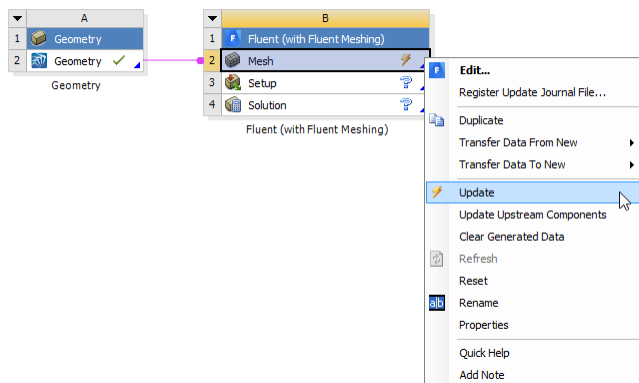 A
1 Geometry
2 Geometry
Geometry
B
1 Fluent (with Fluent Meshing)
2 Mesh
3 Setup
4 Solution
Fluent (with Fluent Meshing)
Edit...
Register Update Journal File...
Duplicate
Transfer Data From New
Transfer Data To New
Update
Update Upstream Components
Clear Generated Data
Refresh
Reset
a|b Rename
Properties
Quick Help
Add Note